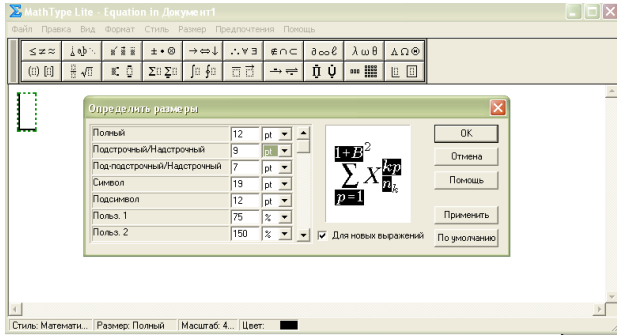 MathType Lite - Equation in Документ1
Файл Правка Вид Формат Стиль Размер Предпочтения Помощь
Определить размеры
Полный 12 pt
Подстрочный/Надстрочный 9 pt
Под-подстрочный/Надстрочный 7 pt
Символ 19 pt
Подсимвол 12 pt
Польз. 1 75 %
Польз. 2 150 %
1+B²
∑ X kp
n k
p=1
Для новых выражений
OK
Отмена
Помощь
Применить
По умолчанию
Стиль: Математи... Размер: Полный Масштаб: 4... Цвет: